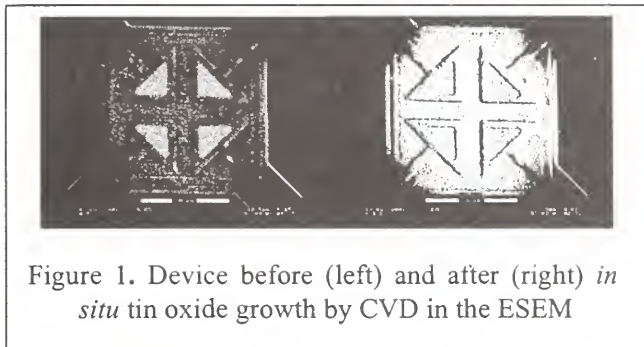 Figure 1. Device before (left) and after (right) in
situ tin oxide growth by CVD in the ESEM